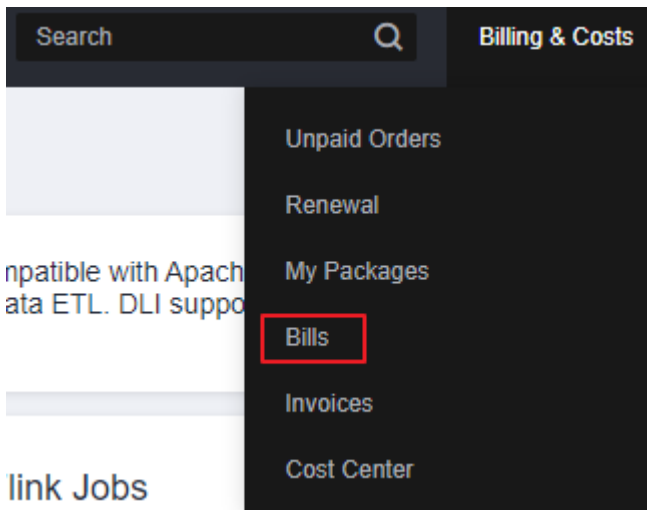 Search
Billing & Costs
Unpaid Orders
Renewal
My Packages
Bills
Invoices
Cost Center
mpatible with Apach
ata ETL. DLI suppo
link Jobs